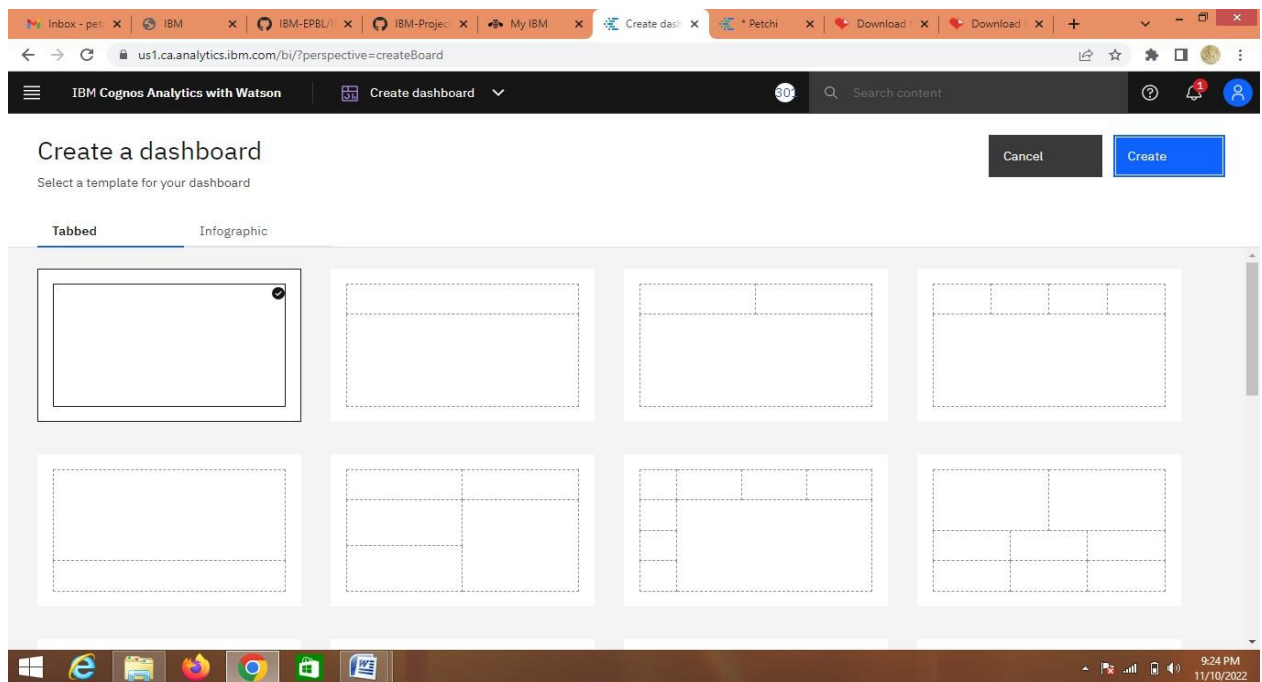 Inbox - pet
IBM
IBM-EPBL/
IBM-Project
My IBM
Create dash
* Petchi
Download
Download
us1.ca.analytics.ibm.com/bi/?perspective=createBoard
IBM Cognos Analytics with Watson
Create dashboard
301
Search content
1
Create a dashboard
Cancel
Create
Select a template for your dashboard
Tabbed
Infographic
9:24 PM
11/10/2022